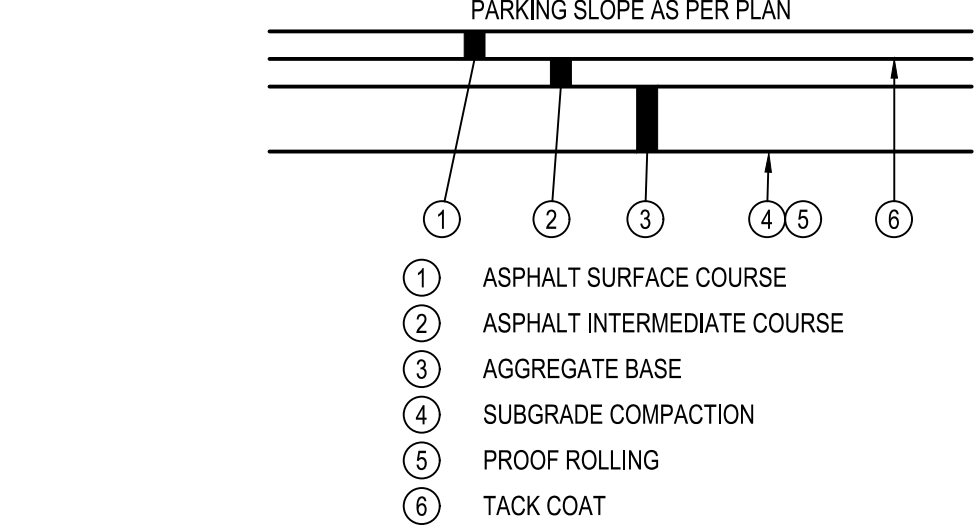 PARKING SLOPE AS PER PLAN
1 2 3 4 5 6
1 ASPHALT SURFACE COURSE
2 ASPHALT INTERMEDIATE COURSE
3 AGGREGATE BASE
4 SUBGRADE COMPACTION
5 PROOF ROLLING
6 TACK COAT